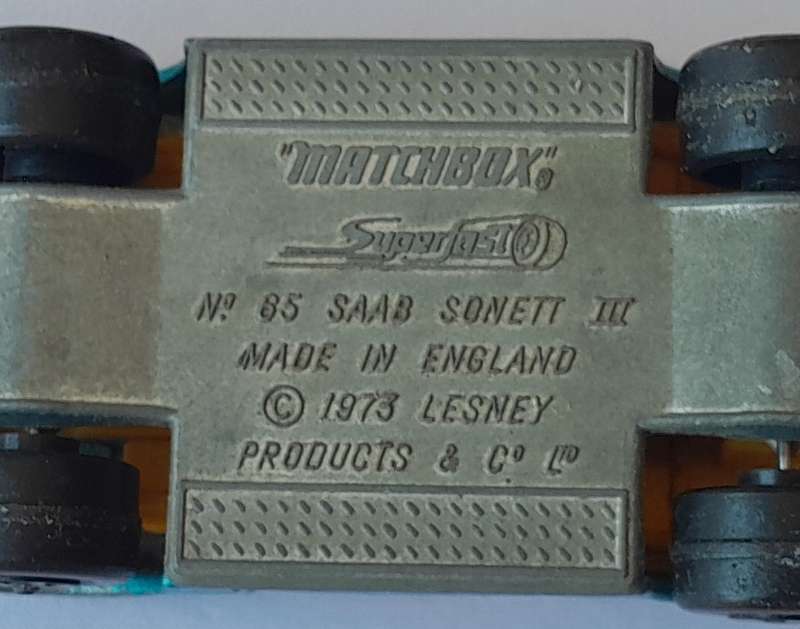 "MATCHBOX"®
Superfast
Nº 65 SAAB SONETT III
MADE IN ENGLAND
© 1973 LESNEY
PRODUCTS & Cº Lᵀᴰ